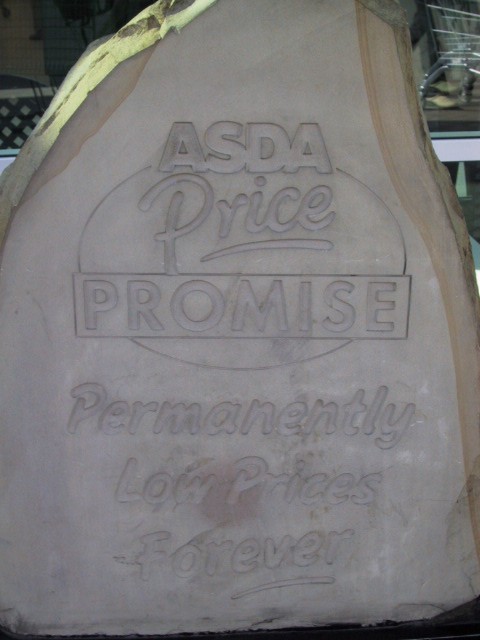 ASDA
Price
PROMISE
Permanently
Low Prices
Forever